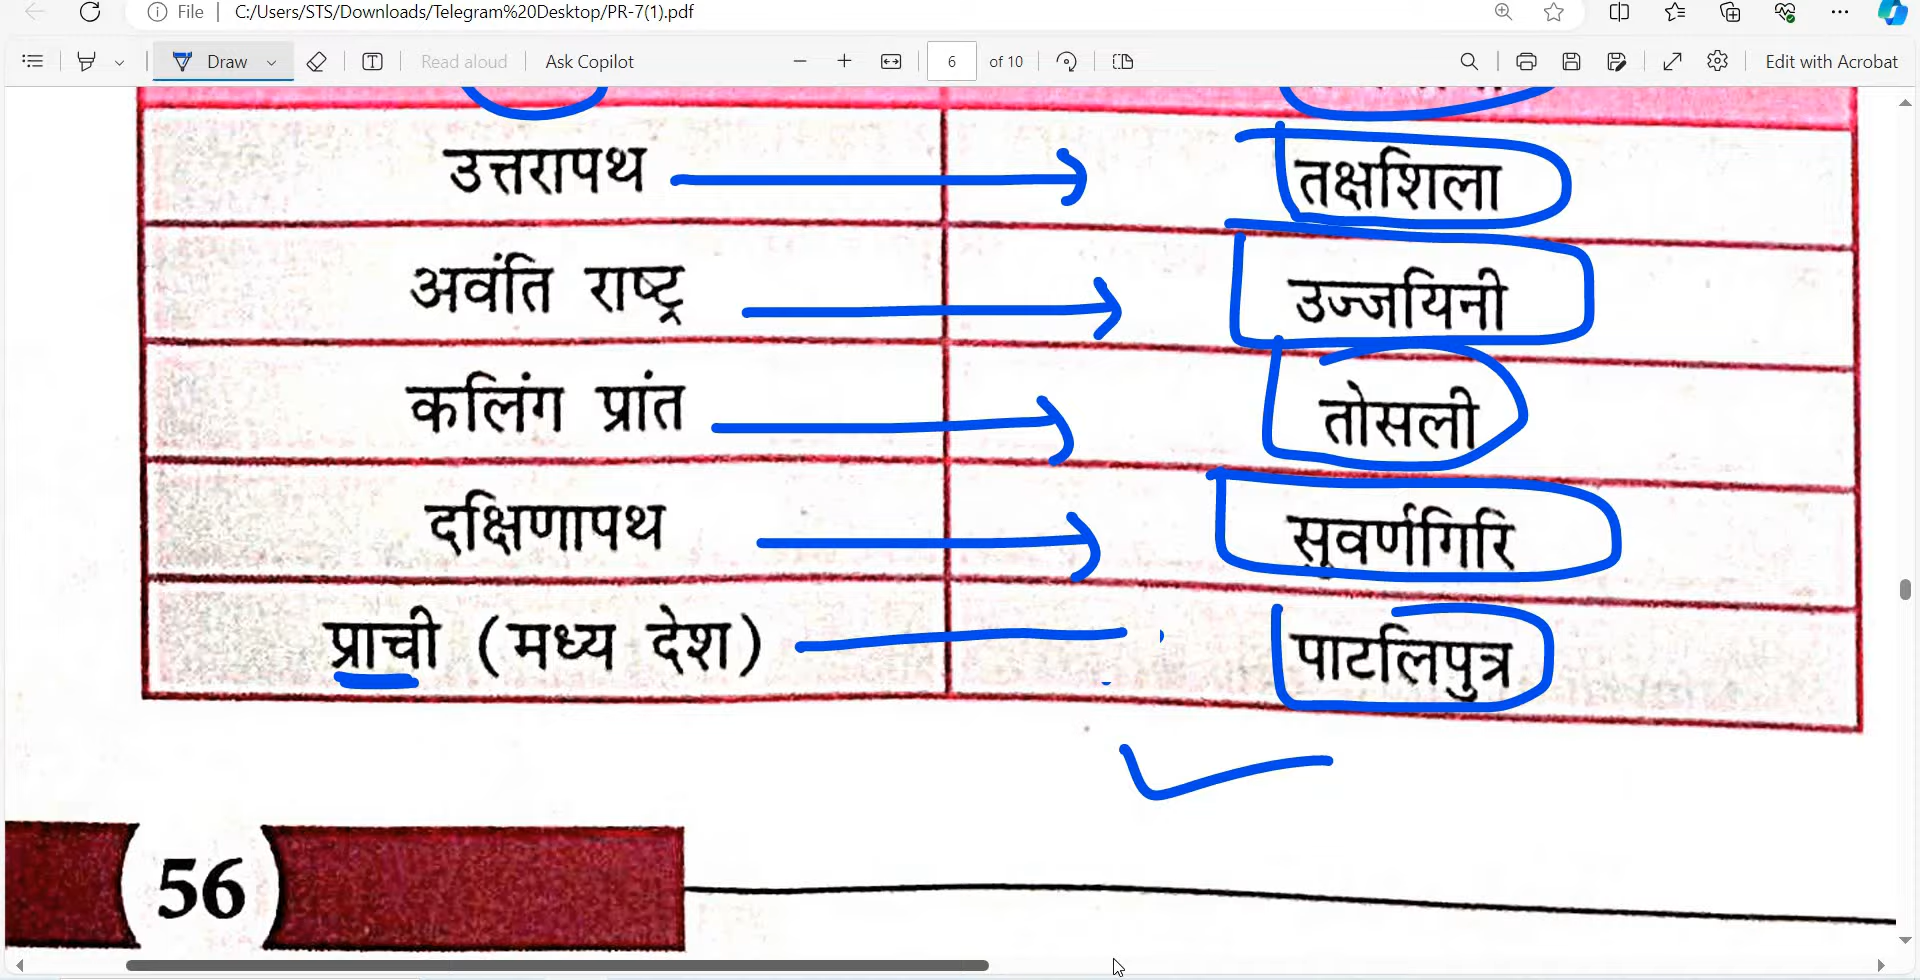 File C:/Users/STS/Downloads/Telegram%20Desktop/PR-7(1).pdf
Draw Read aloud Ask Copilot 6 of 10 Edit with Acrobat
उत्तरापथ तक्षशिला
अवंति राष्ट्र उज्जयिनी
कलिंग प्रांत तोसली
दक्षिणापथ सुवर्णगिरि
प्राची (मध्य देश) पाटलिपुत्र
56